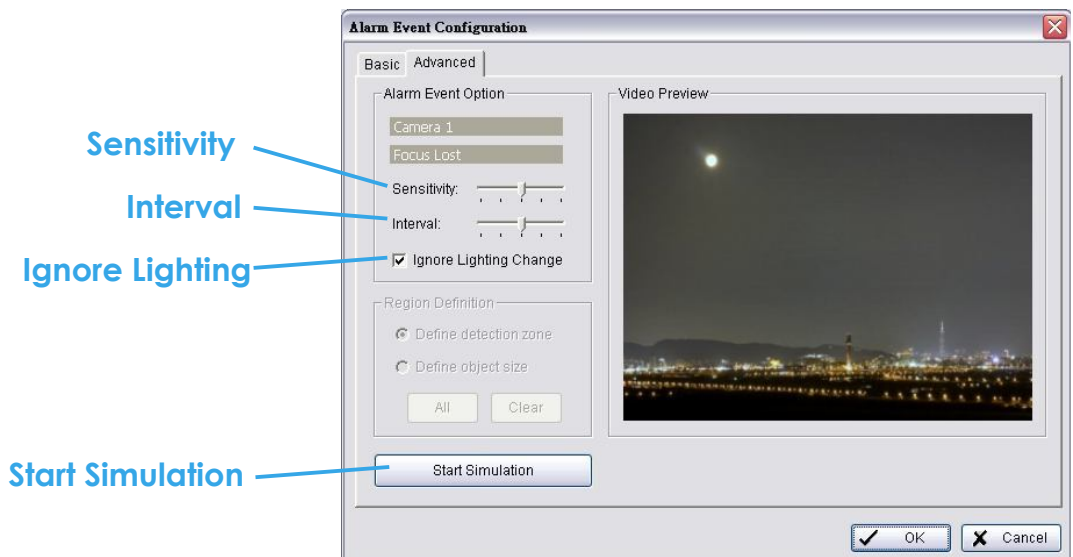 Alarm Event Configuration
Basic
Advanced
Alarm Event Option
Camera 1
Focus Lost
Sensitivity:
Interval:
Ignore Lighting Change
Region Definition
Define detection zone
Define object size
All
Clear
Start Simulation
Video Preview
OK
Cancel
Sensitivity
Interval
Ignore Lighting
Start Simulation